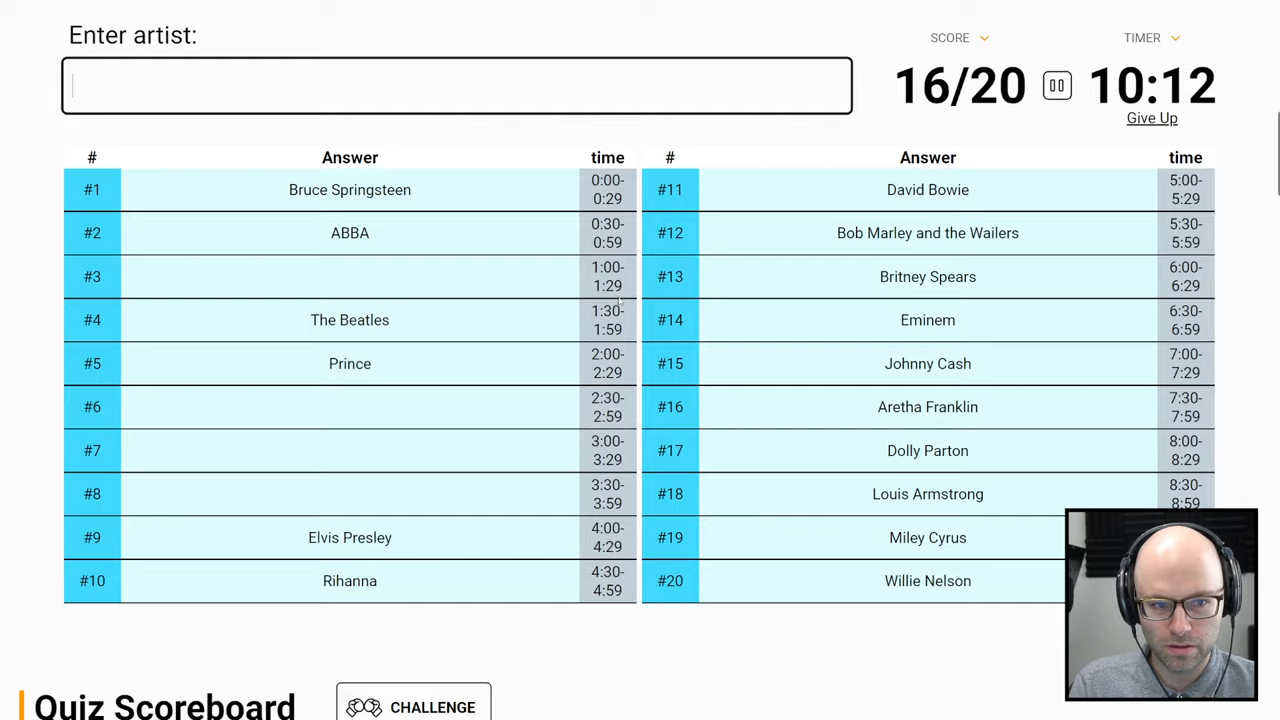 Enter artist:
SCORE
TIMER
16/20
10:12
Give Up
# Answer time
#1 Bruce Springsteen 0:00-0:29
#2 ABBA 0:30-0:59
#3 1:00-1:29
#4 The Beatles 1:30-1:59
#5 Prince 2:00-2:29
#6 2:30-2:59
#7 3:00-3:29
#8 3:30-3:59
#9 Elvis Presley 4:00-4:29
#10 Rihanna 4:30-4:59
# Answer time
#11 David Bowie 5:00-5:29
#12 Bob Marley and the Wailers 5:30-5:59
#13 Britney Spears 6:00-6:29
#14 Eminem 6:30-6:59
#15 Johnny Cash 7:00-7:29
#16 Aretha Franklin 7:30-7:59
#17 Dolly Parton 8:00-8:29
#18 Louis Armstrong 8:30-8:59
#19 Miley Cyrus
#20 Willie Nelson
Quiz Scoreboard
CHALLENGE